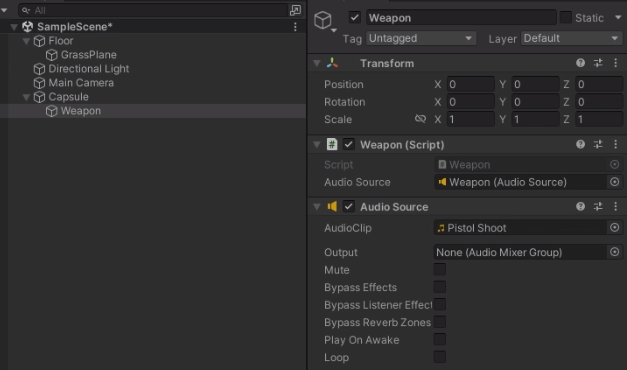 All
SampleScene*
Floor
GrassPlane
Directional Light
Main Camera
Capsule
Weapon
Weapon Static
Tag Untagged Layer Default
Transform
Position X 0 Y 0 Z 0
Rotation X 0 Y 0 Z 0
Scale X 1 Y 1 Z 1
Weapon (Script)
Script Weapon
Audio Source Weapon (Audio Source)
Audio Source
AudioClip Pistol Shoot
Output None (Audio Mixer Group)
Mute
Bypass Effects
Bypass Listener Effect
Bypass Reverb Zones
Play On Awake
Loop